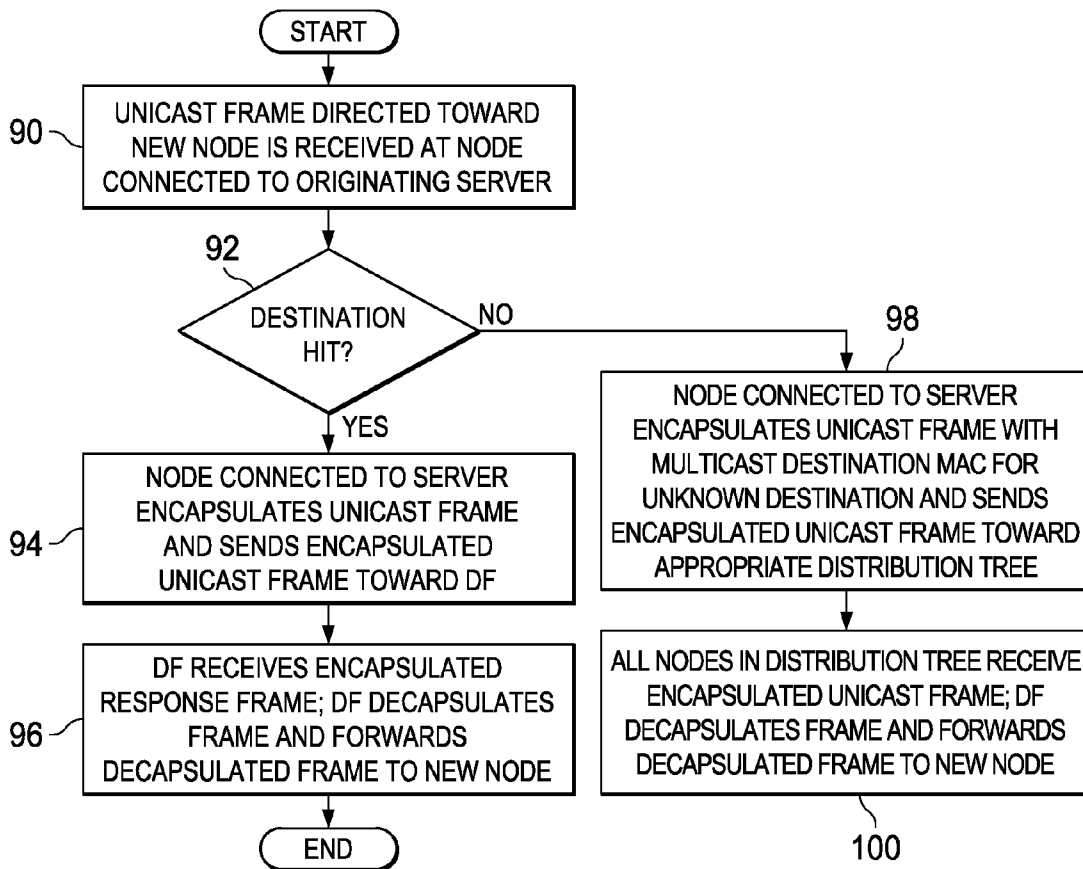 START
90
UNICAST FRAME DIRECTED TOWARD
NEW NODE IS RECEIVED AT NODE
CONNECTED TO ORIGINATING SERVER
92
DESTINATION
HIT?
NO
YES
94
NODE CONNECTED TO SERVER
ENCAPSULATES UNICAST FRAME
AND SENDS ENCAPSULATED
UNICAST FRAME TOWARD DF
96
DF RECEIVES ENCAPSULATED
RESPONSE FRAME; DF DECAPSULATES
FRAME AND FORWARDS
DECAPSULATED FRAME TO NEW NODE
END
98
NODE CONNECTED TO SERVER
ENCAPSULATES UNICAST FRAME WITH
MULTICAST DESTINATION MAC FOR
UNKNOWN DESTINATION AND SENDS
ENCAPSULATED UNICAST FRAME TOWARD
APPROPRIATE DISTRIBUTION TREE
ALL NODES IN DISTRIBUTION TREE RECEIVE
ENCAPSULATED UNICAST FRAME; DF
DECAPSULATES FRAME AND FORWARDS
DECAPSULATED FRAME TO NEW NODE
100